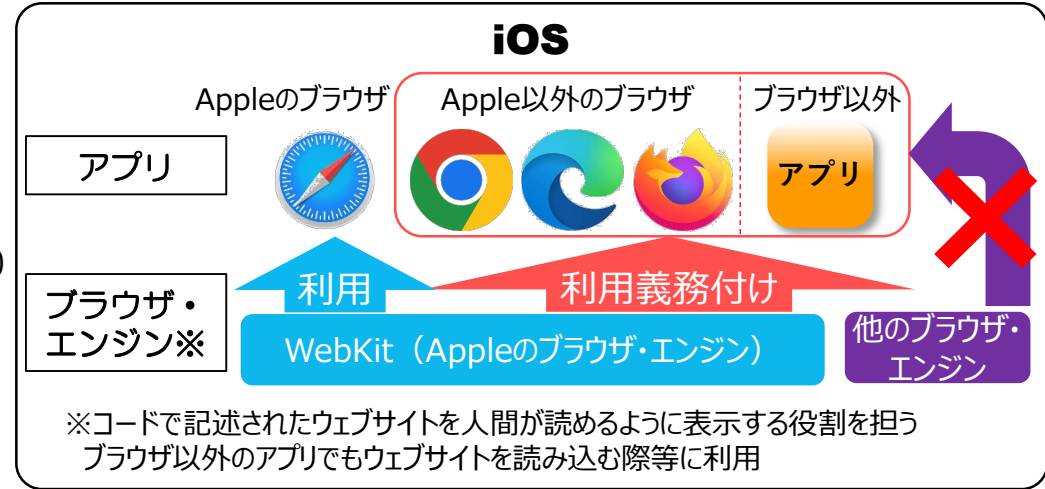 iOS
Appleのブラウザ
Apple以外のブラウザ
ブラウザ以外
アプリ
アプリ
利用
利用義務付け
ブラウザ・
エンジン※
WebKit（Appleのブラウザ・エンジン）
他のブラウザ・
エンジン
※コードで記述されたウェブサイトを人間が読めるように表示する役割を担う
ブラウザ以外のアプリでもウェブサイトを読み込む際等に利用